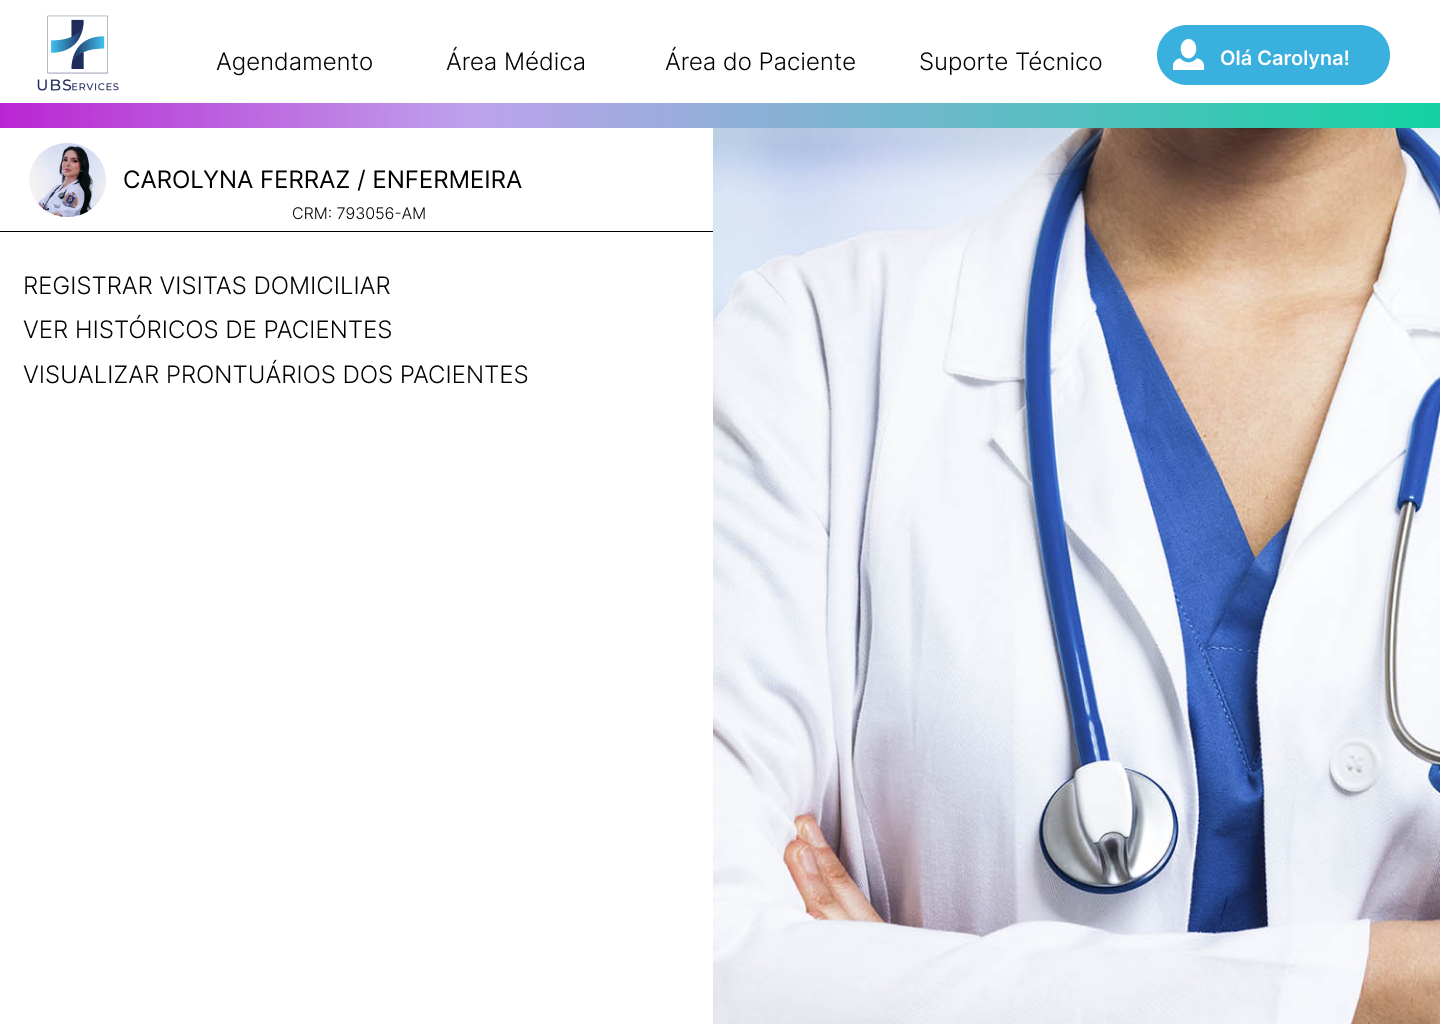 UBServices
Agendamento
Área Médica
Área do Paciente
Suporte Técnico
Olá Carolyna!
CAROLYNA FERRAZ / ENFERMEIRA
CRM: 793056-AM
REGISTRAR VISITAS DOMICILIAR
VER HISTÓRICOS DE PACIENTES
VISUALIZAR PRONTUÁRIOS DOS PACIENTES